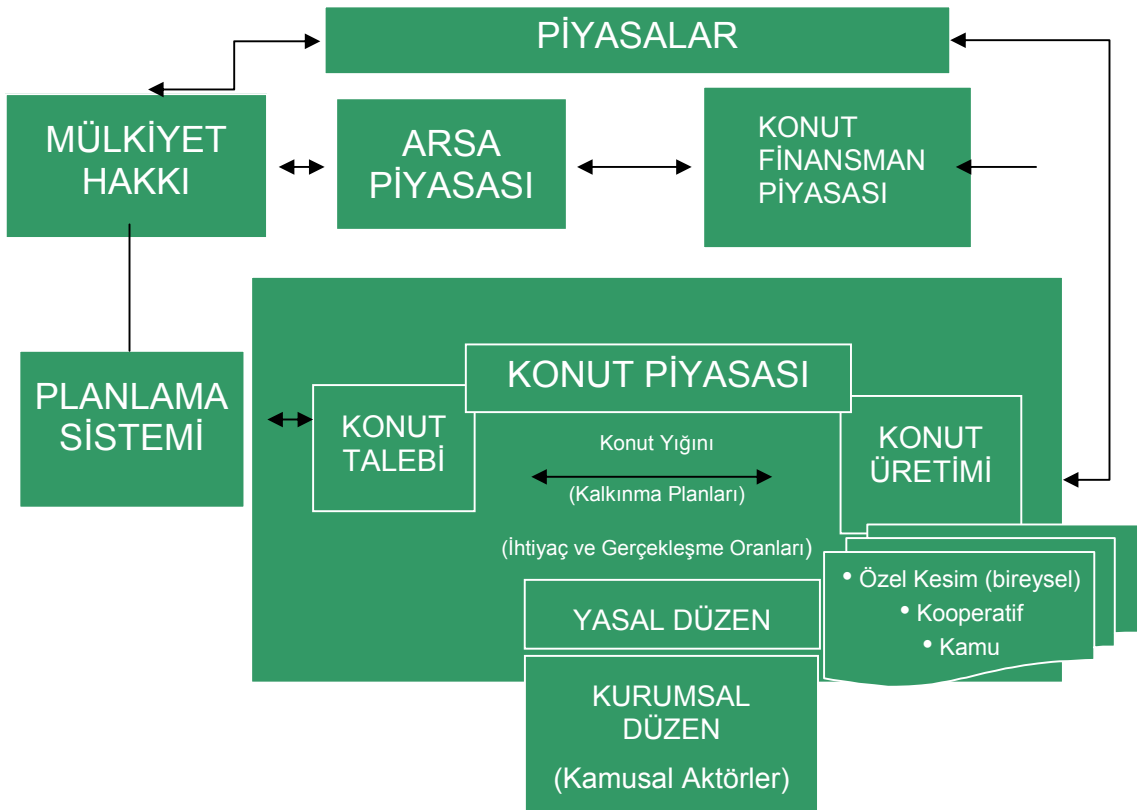 PİYASALAR
MÜLKİYET
HAKKI
ARSA
PİYASASI
KONUT
FİNANSMAN
PİYASASI
PLANLAMA
SİSTEMİ
KONUT PİYASASI
KONUT
TALEBİ
Konut Yığını
(Kalkınma Planları)
(İhtiyaç ve Gerçekleşme Oranları)
KONUT
ÜRETİMİ
• Özel Kesim (bireysel)
• Kooperatif
• Kamu
YASAL DÜZEN
KURUMSAL
DÜZEN
(Kamusal Aktörler)